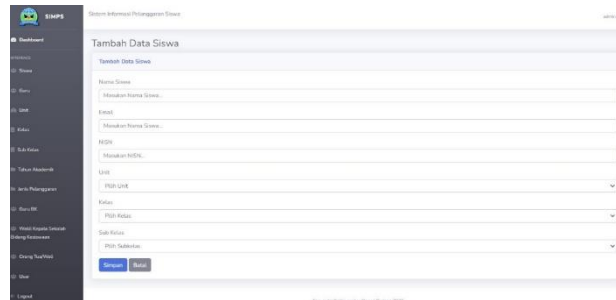 SIMPS
Sistem Informasi Pelanggaran Siswa
admin
Dashboard
Siswa
Guru
Unit
Kelas
Sub Kelas
Tahun Akademik
Jenis Pelanggaran
Guru BK
Wakil Kepala Sekolah
Bidang Kesiswaan
Orang Tua/Wali
User
Logout
Tambah Data Siswa
Tambah Data Siswa
Nama Siswa
Masukan Nama Siswa..
Email
Masukan Nama Siswa..
NISN
Masukan NISN..
Unit
Pilih Unit
Kelas
Pilih Kelas
Sub Kelas
Pilih Subkelas
Simpan Batal